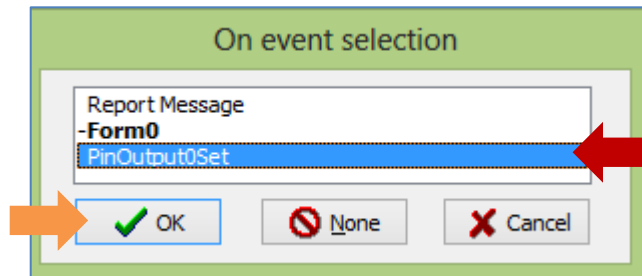 On event selection
Report Message
-Form0
PinOutput0Set
OK
None
Cancel